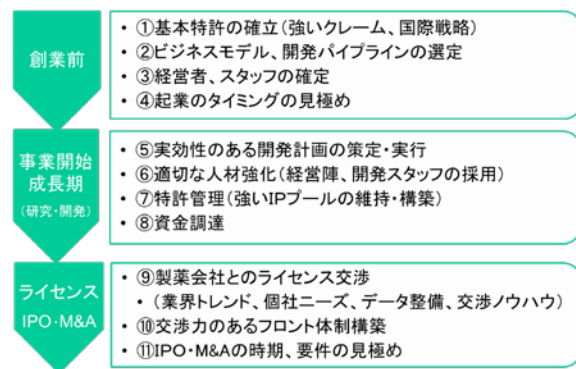 創業前
・①基本特許の確立(強いクレーム、国際戦略)
・②ビジネスモデル、開発パイプラインの選定
・③経営者、スタッフの確定
・④起業のタイミングの見極め
事業開始
成長期
(研究・開発)
・⑤実効性のある開発計画の策定・実行
・⑥適切な人材強化(経営陣、開発スタッフの採用)
・⑦特許管理(強いIPプールの維持・構築)
・⑧資金調達
ライセンス
IPO・M&A
・⑨製薬会社とのライセンス交渉
・(業界トレンド、個社ニーズ、データ整備、交渉ノウハウ)
・⑩交渉力のあるフロント体制構築
・⑪IPO・M&Aの時期、要件の見極め